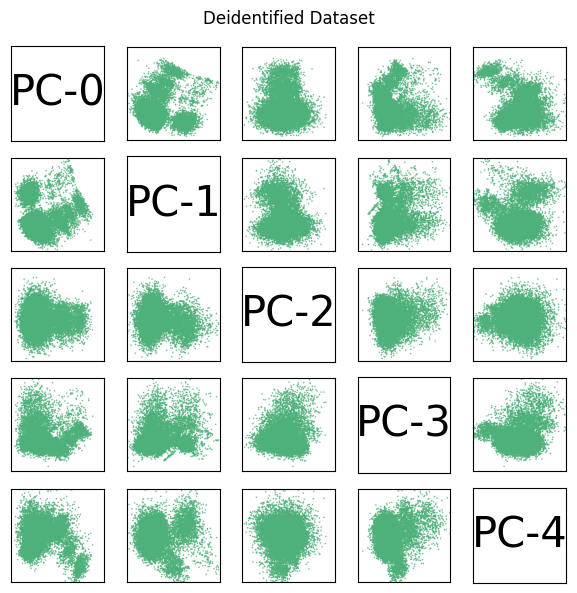 Deidentified Dataset
PC-0
PC-1
PC-2
PC-3
PC-4